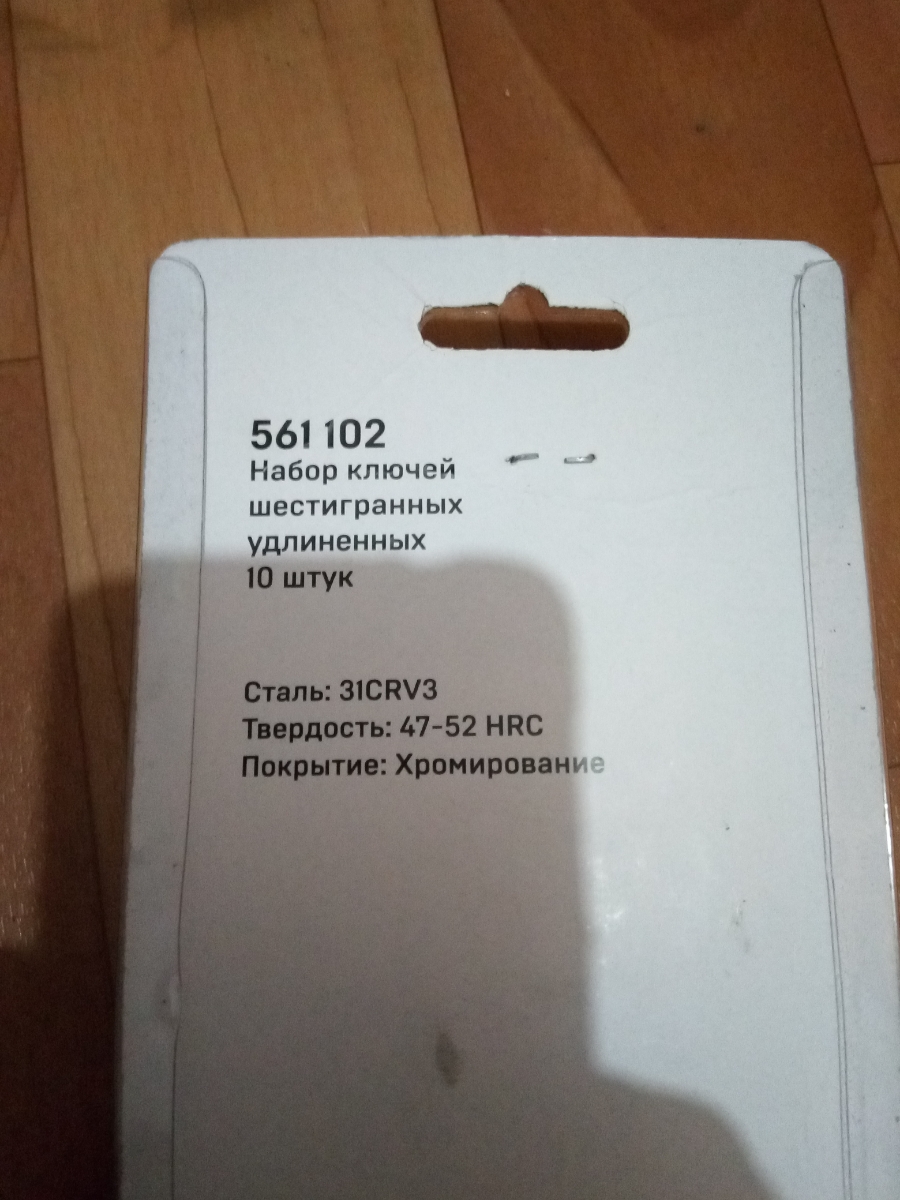 561 102
Набор ключей
шестигранных
удлиненных
10 штук
Сталь: 31CRV3
Твердость: 47-52 HRC
Покрытие: Хромирование